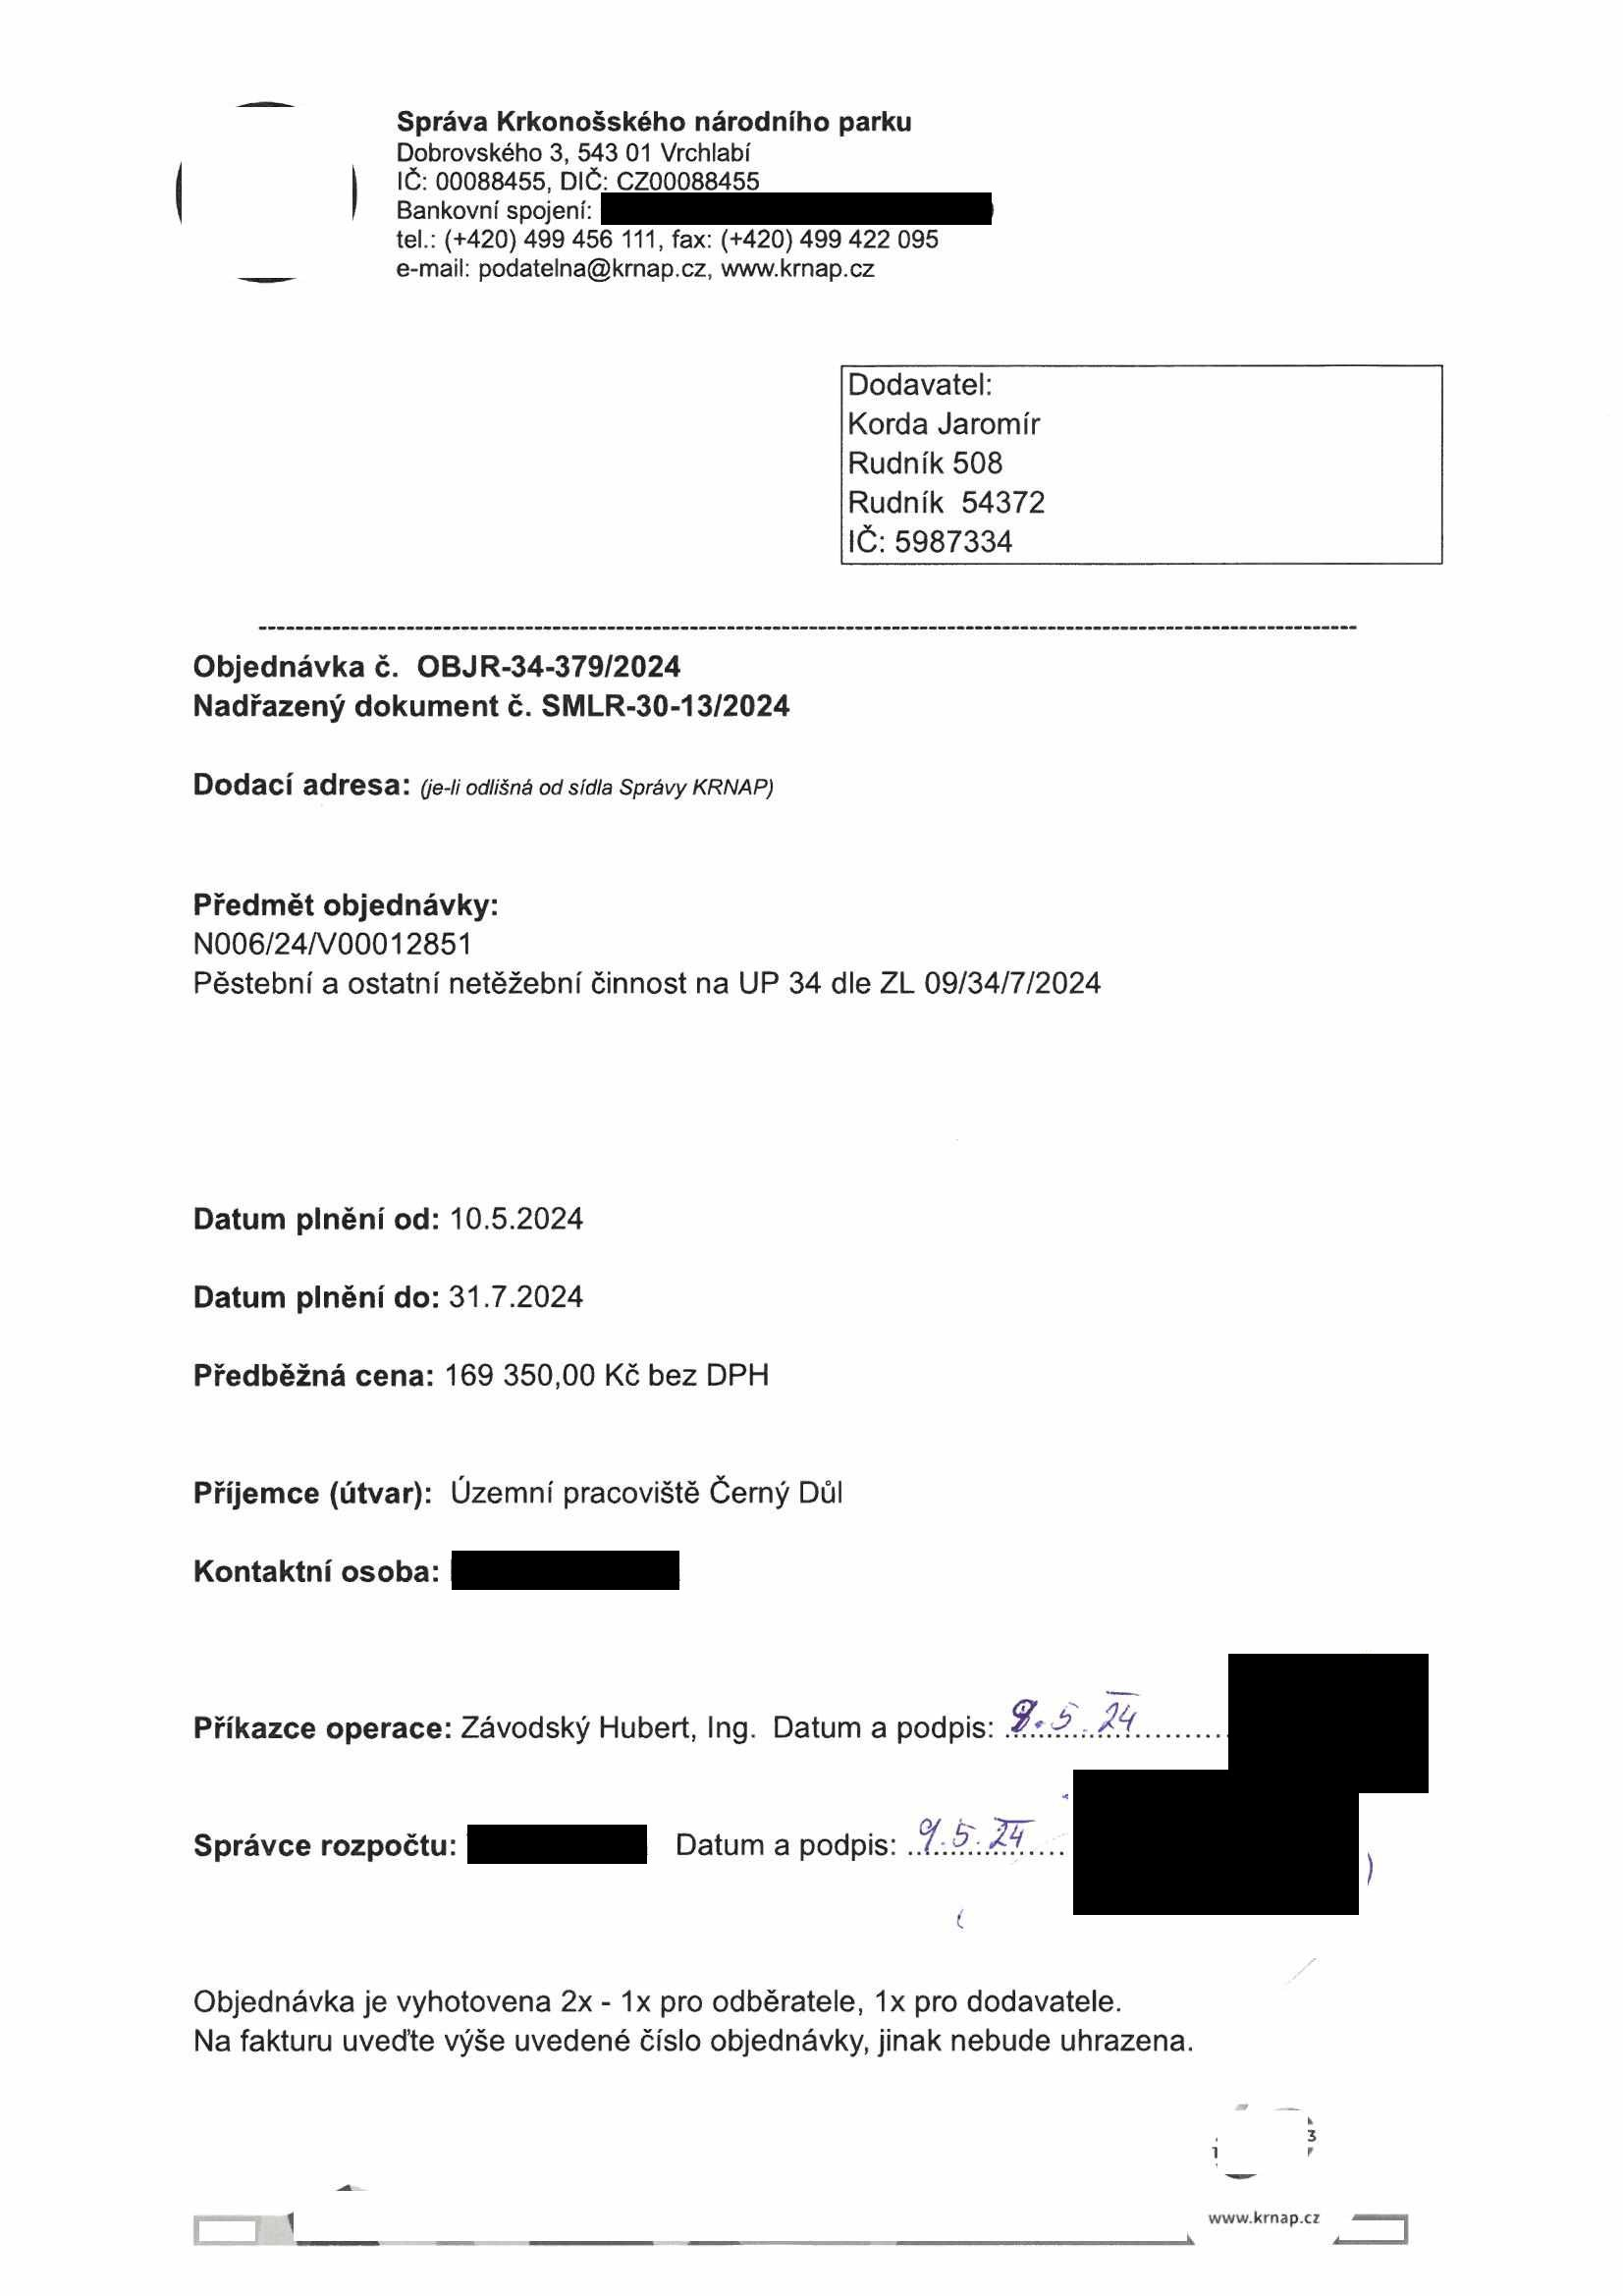 Správa Krkonošského národního parku
Dobrovského 3, 543 01 Vrchlabí
IČ: 00088455, DIČ: CZ00088455
Bankovní spojení:
tel.: (+420) 499 456 111, fax: (+420) 499 422 095
e-mail: podatelna@krnap.cz, www.krnap.cz
Dodavatel:
Korda Jaromír
Rudník 508
Rudník 54372
IČ: 5987334
Objednávka č. OBJR-34-379/2024
Nadřazený dokument č. SMLR-30-13/2024
Dodací adresa: (je-li odlišná od sídla Správy KRNAP)
Předmět objednávky:
N006/24/V00012851
Pěstební a ostatní netěžební činnost na UP 34 dle ZL 09/34/7/2024
Datum plnění od: 10.5.2024
Datum plnění do: 31.7.2024
Předběžná cena: 169 350,00 Kč bez DPH
Příjemce (útvar): Územní pracoviště Černý Důl
Kontaktní osoba:
Příkazce operace: Závodský Hubert, Ing. Datum a podpis: 9.5.24
Správce rozpočtu: Datum a podpis: 9.5.24
Objednávka je vyhotovena 2x - 1x pro odběratele, 1x pro dodavatele.
Na fakturu uveďte výše uvedené číslo objednávky, jinak nebude uhrazena.
www.krnap.cz